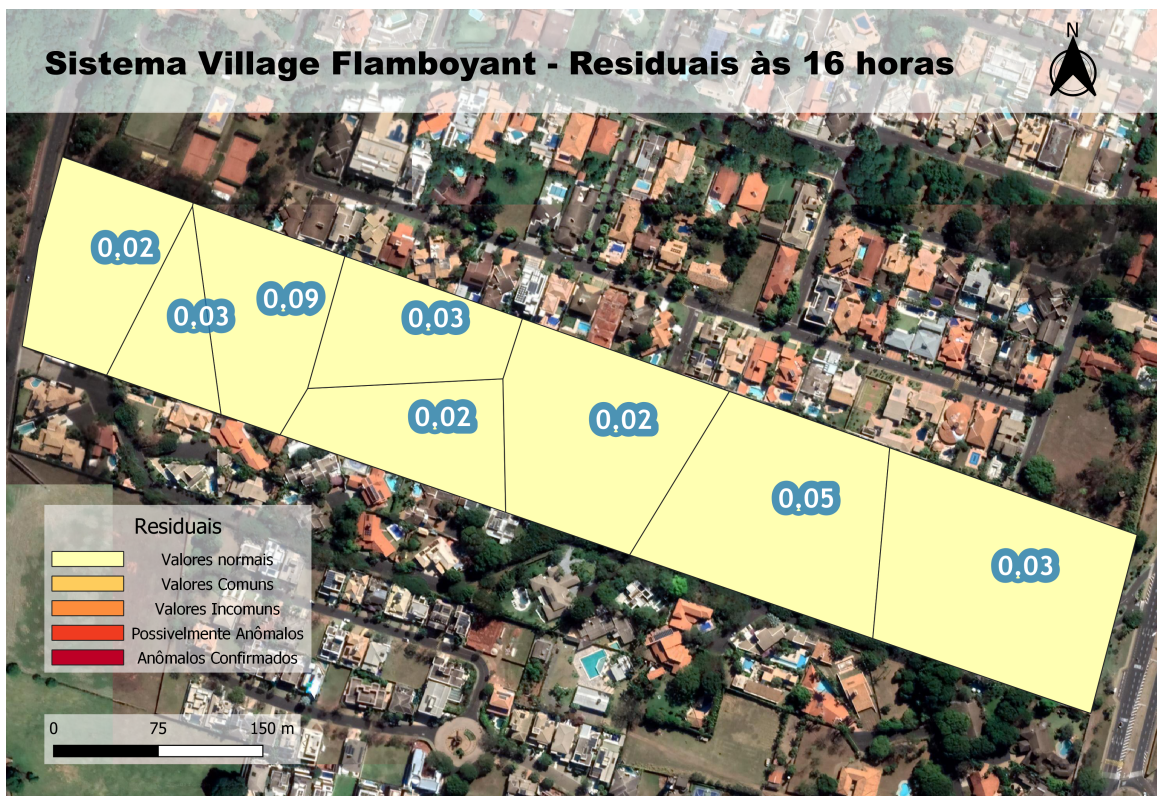 Sistema Village Flamboyant - Residuais às 16 horas
N
0,02
0,03
0,09
0,03
0,02
0,02
0,05
0,03
Residuais
Valores normais
Valores Comuns
Valores Incomuns
Possivelmente Anômalos
Anômalos Confirmados
0 75 150 m